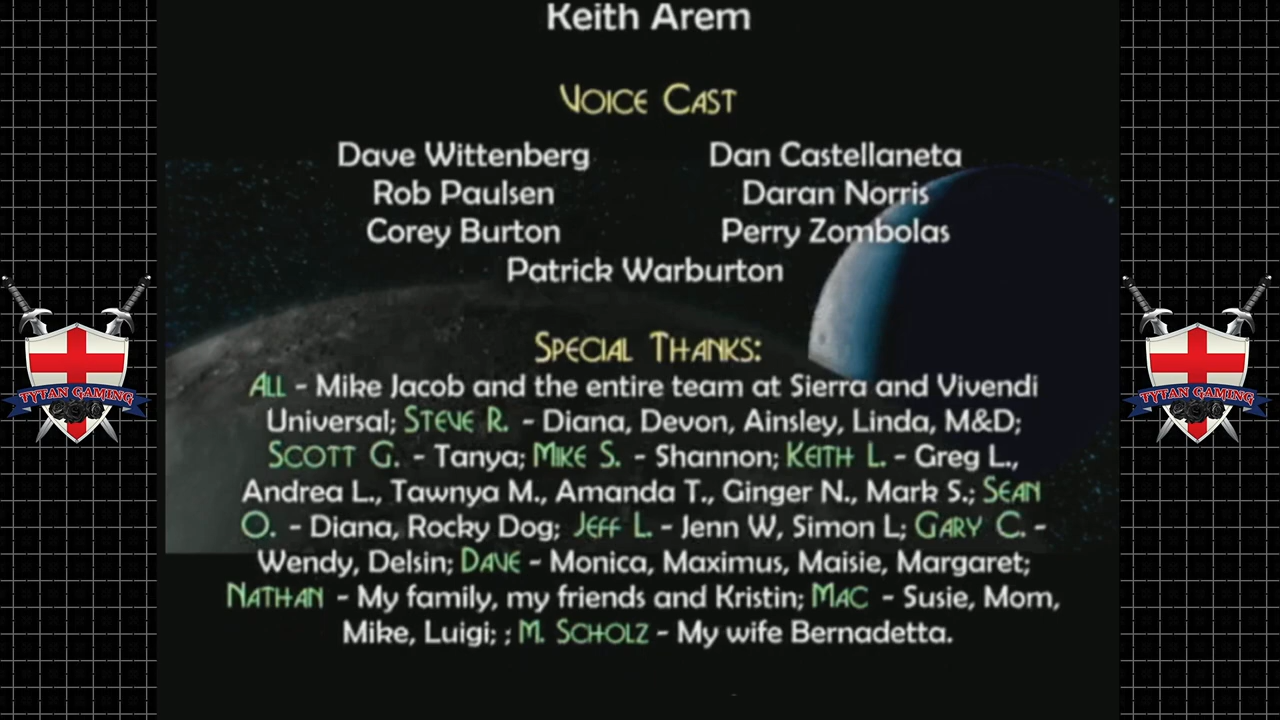 Keith Arem
Voice Cast
Dave Wittenberg Dan Castellaneta
Rob Paulsen Daran Norris
Corey Burton Perry Zombolas
Patrick Warburton
Special Thanks:
All - Mike Jacob and the entire team at Sierra and Vivendi
Universal; Steve R. - Diana, Devon, Ainsley, Linda, M&D;
Scott G. - Tanya; Mike S. - Shannon; Keith L. - Greg L.,
Andrea L., Tawnya M., Amanda T., Ginger N., Mark S.; Sean
O. - Diana, Rocky Dog; Jeff L. - Jenn W, Simon L; Gary C. -
Wendy, Delsin; Dave - Monica, Maximus, Maisie, Margaret;
Nathan - My family, my friends and Kristin; Mac - Susie, Mom,
Mike, Luigi; ; M. Scholz - My wife Bernadetta.
TYTAN GAMING
TYTAN GAMING